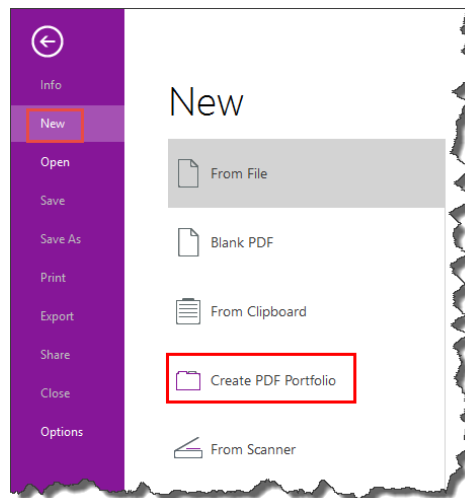 Info
New
Open
Save
Save As
Print
Export
Share
Close
Options
New
From File
Blank PDF
From Clipboard
Create PDF Portfolio
From Scanner